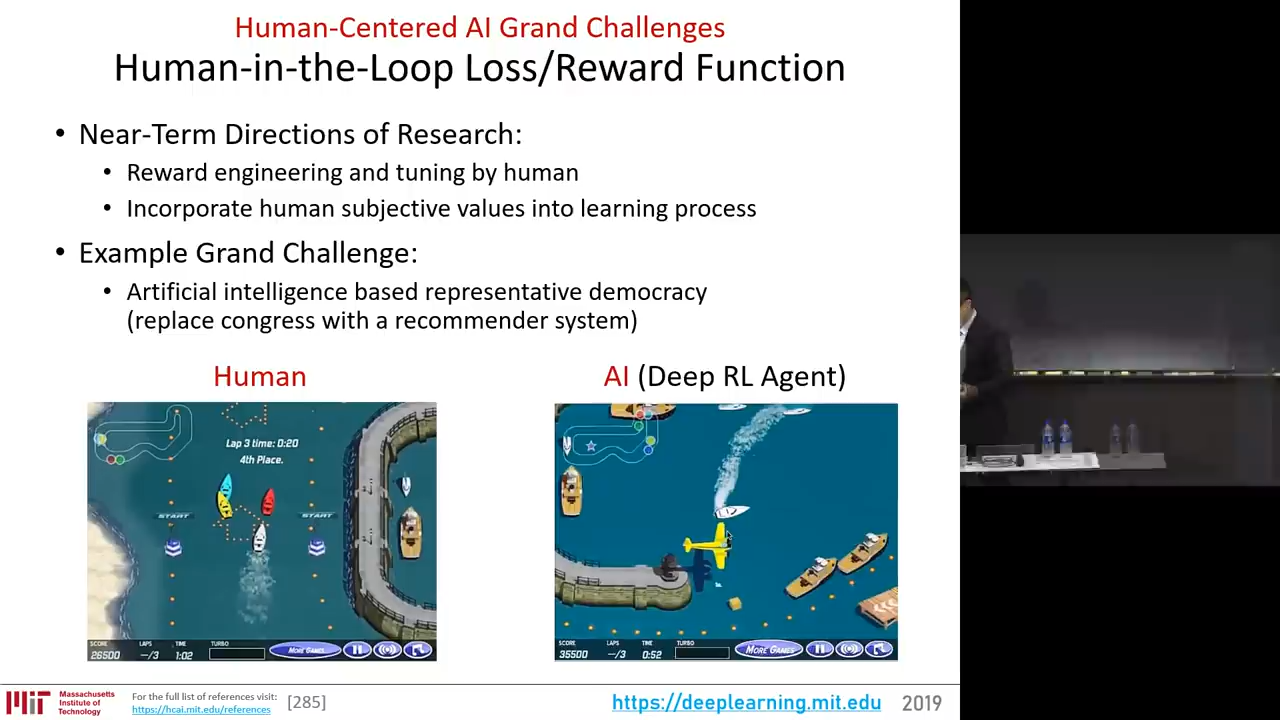 Human-Centered AI Grand Challenges
Human-in-the-Loop Loss/Reward Function
• Near-Term Directions of Research:
• Reward engineering and tuning by human
• Incorporate human subjective values into learning process
• Example Grand Challenge:
• Artificial intelligence based representative democracy
(replace congress with a recommender system)
Human
AI (Deep RL Agent)
Lap 3 time: 0:20
4th Place.
START
START
SCORE LAPS TIME TURBO
26500 --/3 1:02 MORE GAMES
SCORE LAPS TIME TURBO
35500 --/3 0:52 MORE GAMES
MIT
Massachusetts
Institute of
Technology
For the full list of references visit:
https://hcai.mit.edu/references
[285]
https://deeplearning.mit.edu
2019